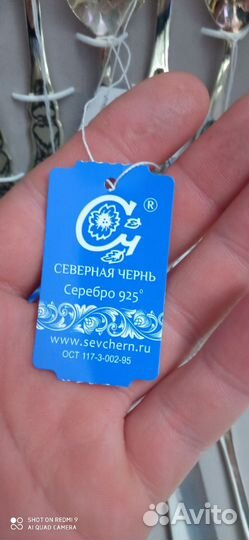 Сч ®
СЕВЕРНАЯ ЧЕРНЬ
Серебро 925°
www.sevchern.ru
ОСТ 117-3-002-95
SHOT ON REDMI 9
AI QUAD CAMERA
Avito